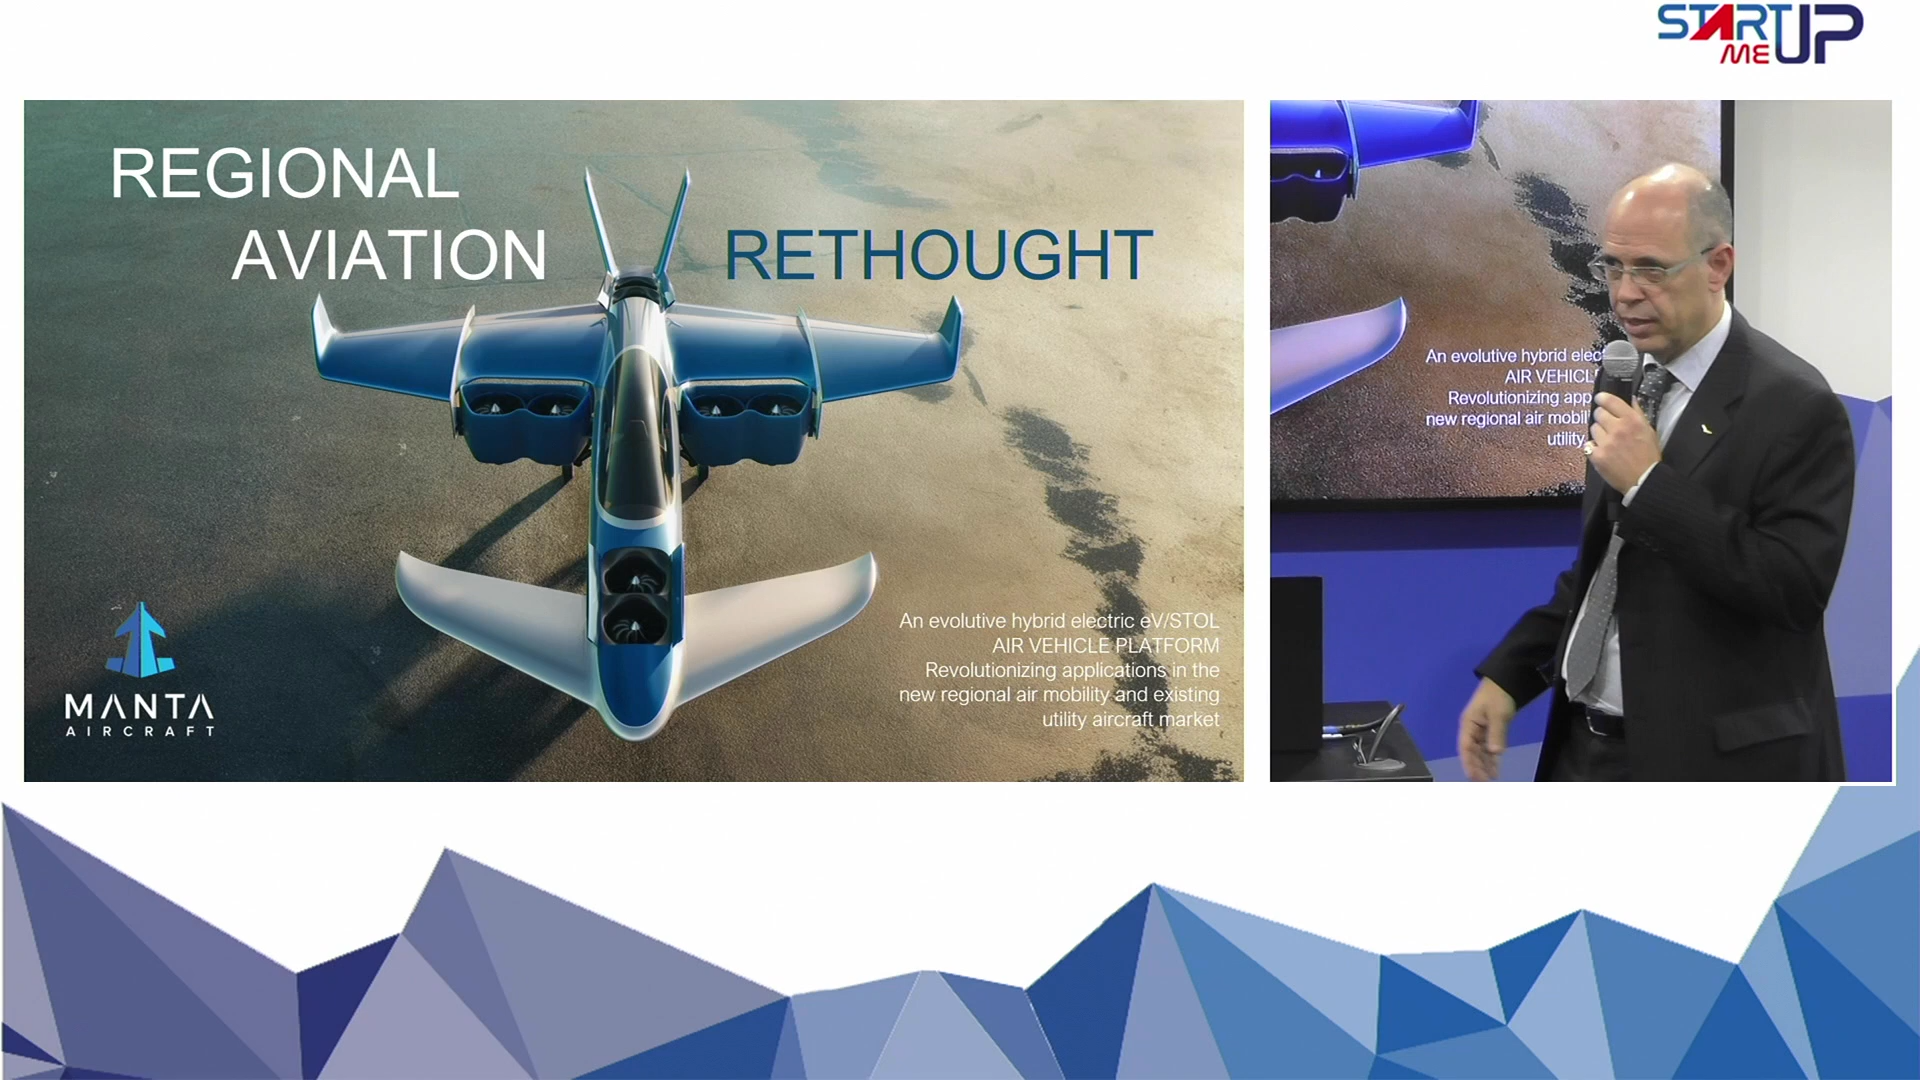 START
ME UP
REGIONAL
AVIATION RETHOUGHT
An evolutive hybrid electric eV/STOL
AIR VEHICLE PLATFORM
Revolutionizing applications in the
new regional air mobility and existing
utility aircraft market
MANTA
AIRCRAFT
An evolutive hybrid elec
AIR VEHICL
Revolutionizing app
new regional air mobili
utility